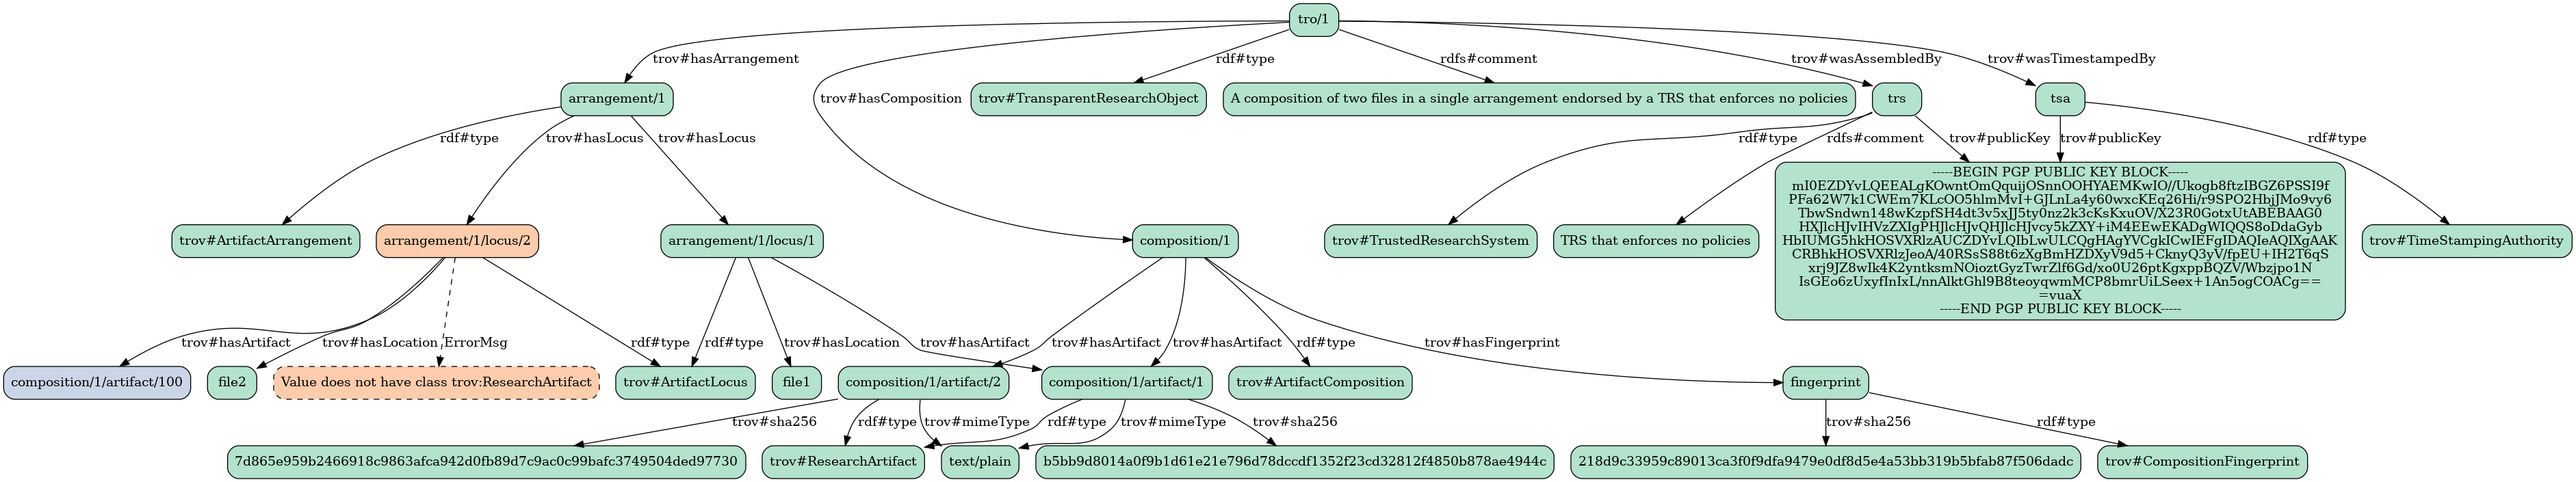 tro/1
trov#hasArrangement
trov#hasComposition
rdf#type
rdfs#comment
trov#wasAssembledBy
trov#wasTimestampedBy
arrangement/1
trov#TransparentResearchObject
A composition of two files in a single arrangement endorsed by a TRS that enforces no policies
trs
tsa
rdf#type
trov#hasLocus
trov#hasLocus
rdf#type
rdfs#comment
trov#publicKey
trov#publicKey
rdf#type
trov#ArtifactArrangement
arrangement/1/locus/2
arrangement/1/locus/1
composition/1
trov#TrustedResearchSystem
TRS that enforces no policies
-----BEGIN PGP PUBLIC KEY BLOCK-----
mI0EZDYvLQEEALgKOwntOmQquijOSnnOOHYAEMKwIO//Ukogb8ftzIBGZ6PSSI9f
PFa62W7k1CWEm7KLcOO5hlmMvI+GJLnLa4y60wxcKEq26Hi/r9SPO2HbjJMo9vy6
TbwSndwn148wKzpfSH4dt3v5xJJ5ty0nz2k3cKsKxuOV/X23R0GotxUtABEBAAG0
HXJlcHJvIHVzZXIgPHJlcHJvQHJlcHJvcy5kZXY+iM4EEwEKADgWIQQS8oDdaGyb
HbIUMG5hkHOSVXRlzAUCZDYvLQIbLwULCQgHAgYVCgkICwIEFgIDAQIeAQIXgAAK
CRBhkHOSVXRlzJeoA/40RSsS88t6zXgBmHZDXyV9d5+CknyQ3yV/fpEU+IH2T6qS
xrj9JZ8wIk4K2yntksmNOioztGyzTwrZlf6Gd/xo0U26ptKgxppBQZV/Wbzjpo1N
IsGEo6zUxyfInIxL/nnAlktGhl9B8teoyqwmMCP8bmrUiLSeex+1An5ogCOACg==
=vuaX
-----END PGP PUBLIC KEY BLOCK-----
trov#TimeStampingAuthority
trov#hasArtifact
trov#hasLocation
ErrorMsg
rdf#type
rdf#type
trov#hasLocation
trov#hasArtifact
trov#hasArtifact
trov#hasArtifact
rdf#type
trov#hasFingerprint
composition/1/artifact/100
file2
Value does not have class trov:ResearchArtifact
trov#ArtifactLocus
file1
composition/1/artifact/2
composition/1/artifact/1
trov#ArtifactComposition
fingerprint
trov#sha256
rdf#type
trov#mimeType
rdf#type
trov#mimeType
trov#sha256
trov#sha256
rdf#type
7d865e959b2466918c9863afca942d0fb89d7c9ac0c99bafc3749504ded97730
trov#ResearchArtifact
text/plain
b5bb9d8014a0f9b1d61e21e796d78dccdf1352f23cd32812f4850b878ae4944c
218d9c33959c89013ca3f0f9dfa9479e0df8d5e4a53bb319b5bfab87f506dadc
trov#CompositionFingerprint